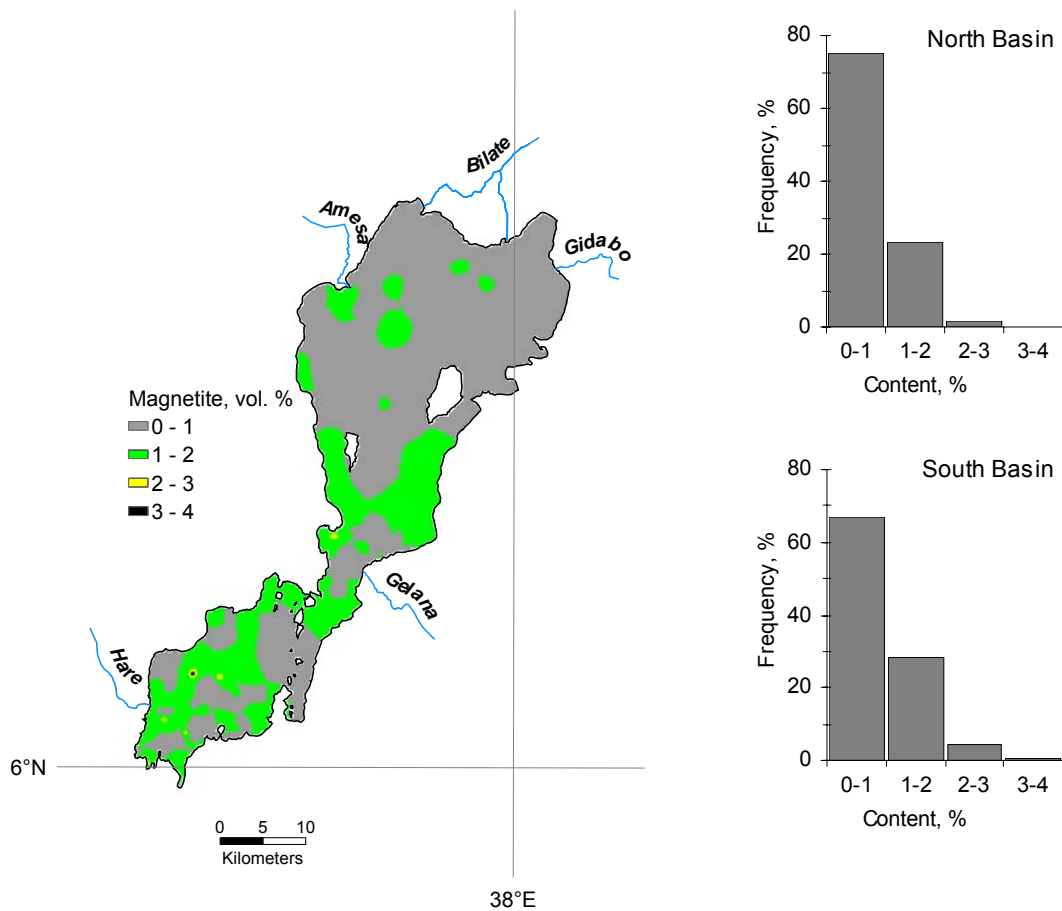 Bilate
Amesa
Gidabo
Magnetite, vol. %
0 - 1
1 - 2
2 - 3
3 - 4
Gelana
Hare
6°N
0 5 10
Kilometers
38°E
North Basin
Frequency, %
80
60
40
20
0
0-1 1-2 2-3 3-4
Content, %
South Basin
Frequency, %
80
60
40
20
0
0-1 1-2 2-3 3-4
Content, %